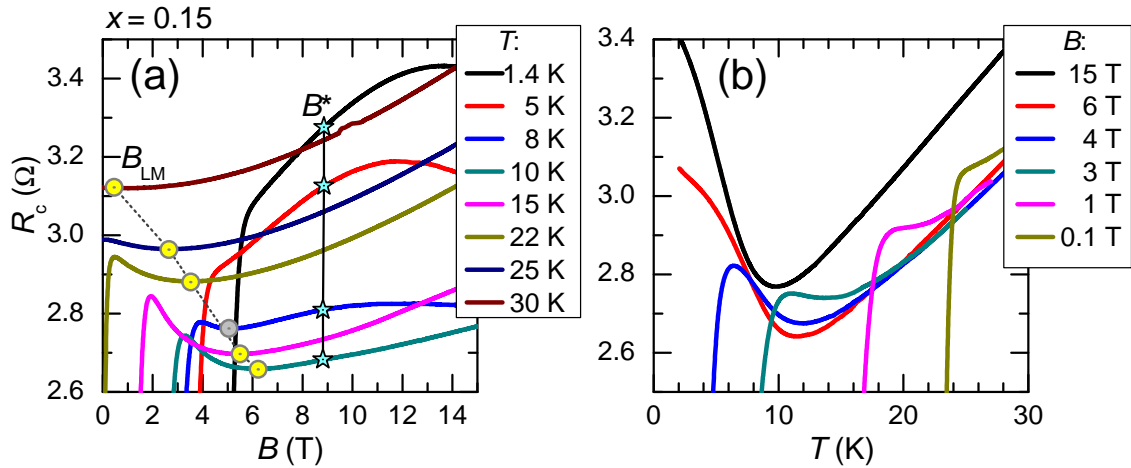 x = 0.15
(a)
B*
B_LM
T:
1.4 K
5 K
8 K
10 K
15 K
22 K
25 K
30 K
R_c (Ω)
3.4
3.2
3.0
2.8
2.6
0 2 4 6 8 10 12 14
B (T)
(b)
B:
15 T
6 T
4 T
3 T
1 T
0.1 T
3.4
3.2
3.0
2.8
2.6
0 10 20 30
T (K)